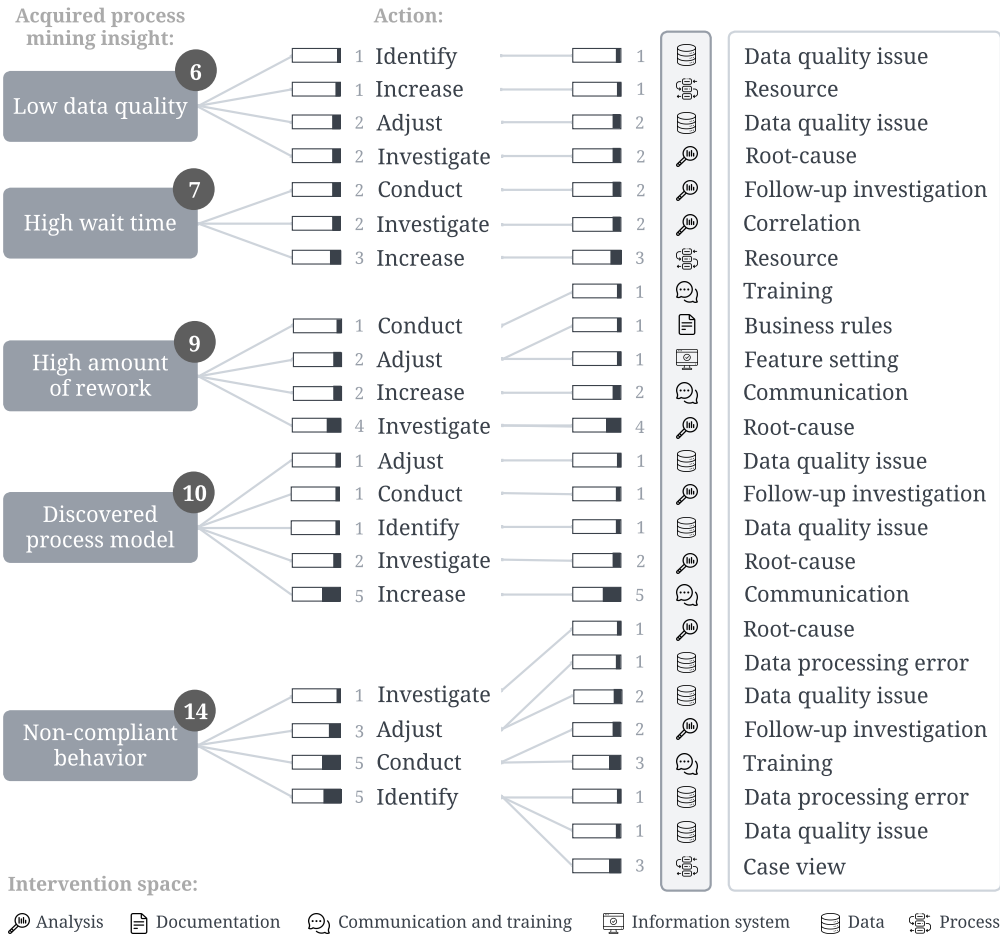 Acquired process
mining insight:
Action:
6
Low data quality
1 Identify 1 Data quality issue
1 Increase 1 Resource
2 Adjust 2 Data quality issue
2 Investigate 2 Root-cause
7
High wait time
2 Conduct 2 Follow-up investigation
2 Investigate 2 Correlation
3 Increase 3 Resource
9
High amount
of rework
1 Training
1 Conduct 1 Business rules
2 Adjust 1 Feature setting
2 Increase 2 Communication
4 Investigate 4 Root-cause
10
Discovered
process model
1 Adjust 1 Data quality issue
1 Conduct 1 Follow-up investigation
1 Identify 1 Data quality issue
2 Investigate 2 Root-cause
5 Increase 5 Communication
14
Non-compliant
behavior
1 Root-cause
1 Data processing error
1 Investigate 2 Data quality issue
3 Adjust 2 Follow-up investigation
5 Conduct 3 Training
5 Identify 1 Data processing error
1 Data quality issue
3 Case view
Intervention space:
Analysis Documentation Communication and training Information system Data Process